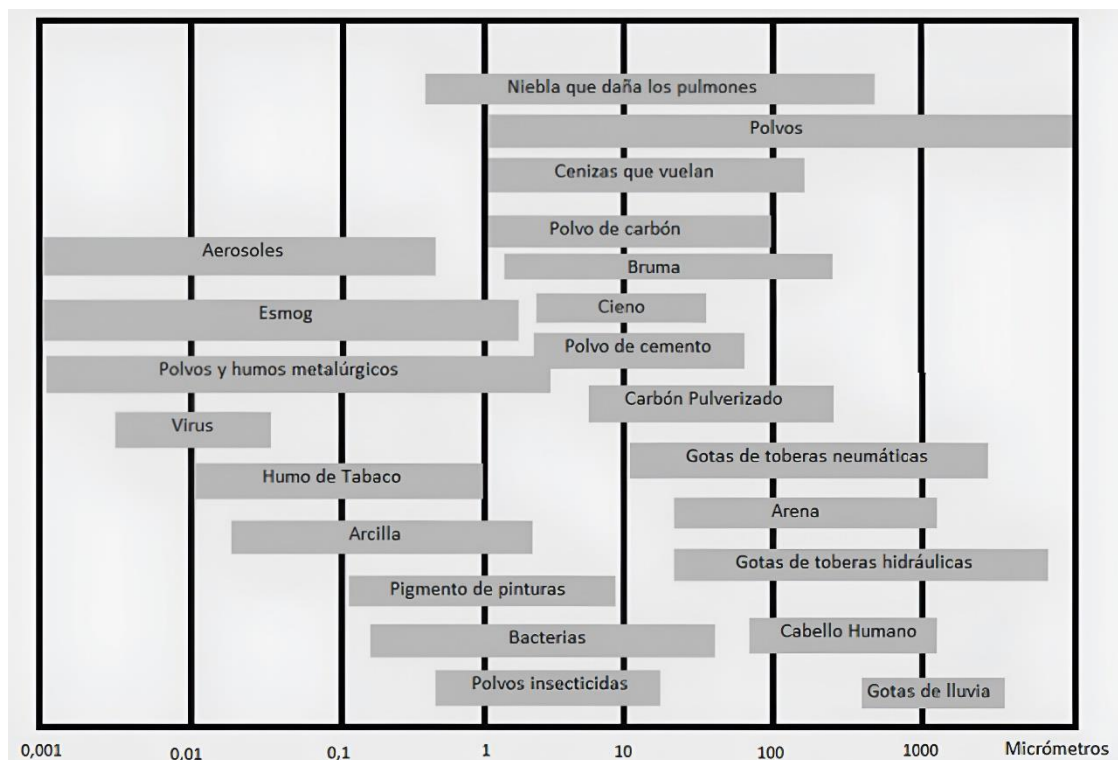 Niebla que daña los pulmones
Polvos
Cenizas que vuelan
Polvo de carbón
Aerosoles
Bruma
Cieno
Esmog
Polvo de cemento
Polvos y humos metalúrgicos
Carbón Pulverizado
Virus
Gotas de toberas neumáticas
Humo de Tabaco
Arena
Arcilla
Gotas de toberas hidráulicas
Pigmento de pinturas
Bacterias
Cabello Humano
Polvos insecticidas
Gotas de lluvia
0,001 0,01 0,1 1 10 100 1000 Micrómetros